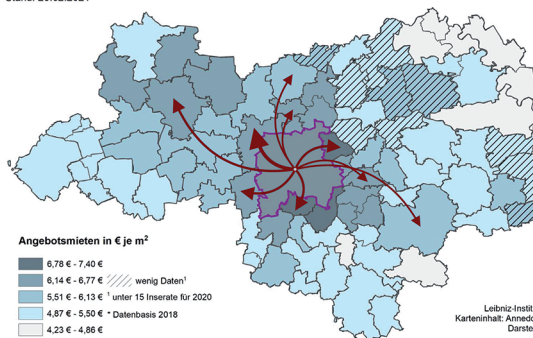 Angebotsmieten in € je m²
6,78 € - 7,40 €
6,14 € - 6,77 € wenig Daten¹
5,51 € - 6,13 € ¹ unter 15 Inserate für 2020
4,87 € - 5,50 € * Datenbasis 2018
4,23 € - 4,86 €
Leibniz-Instit
Karteninhalt: Annedo
Darste